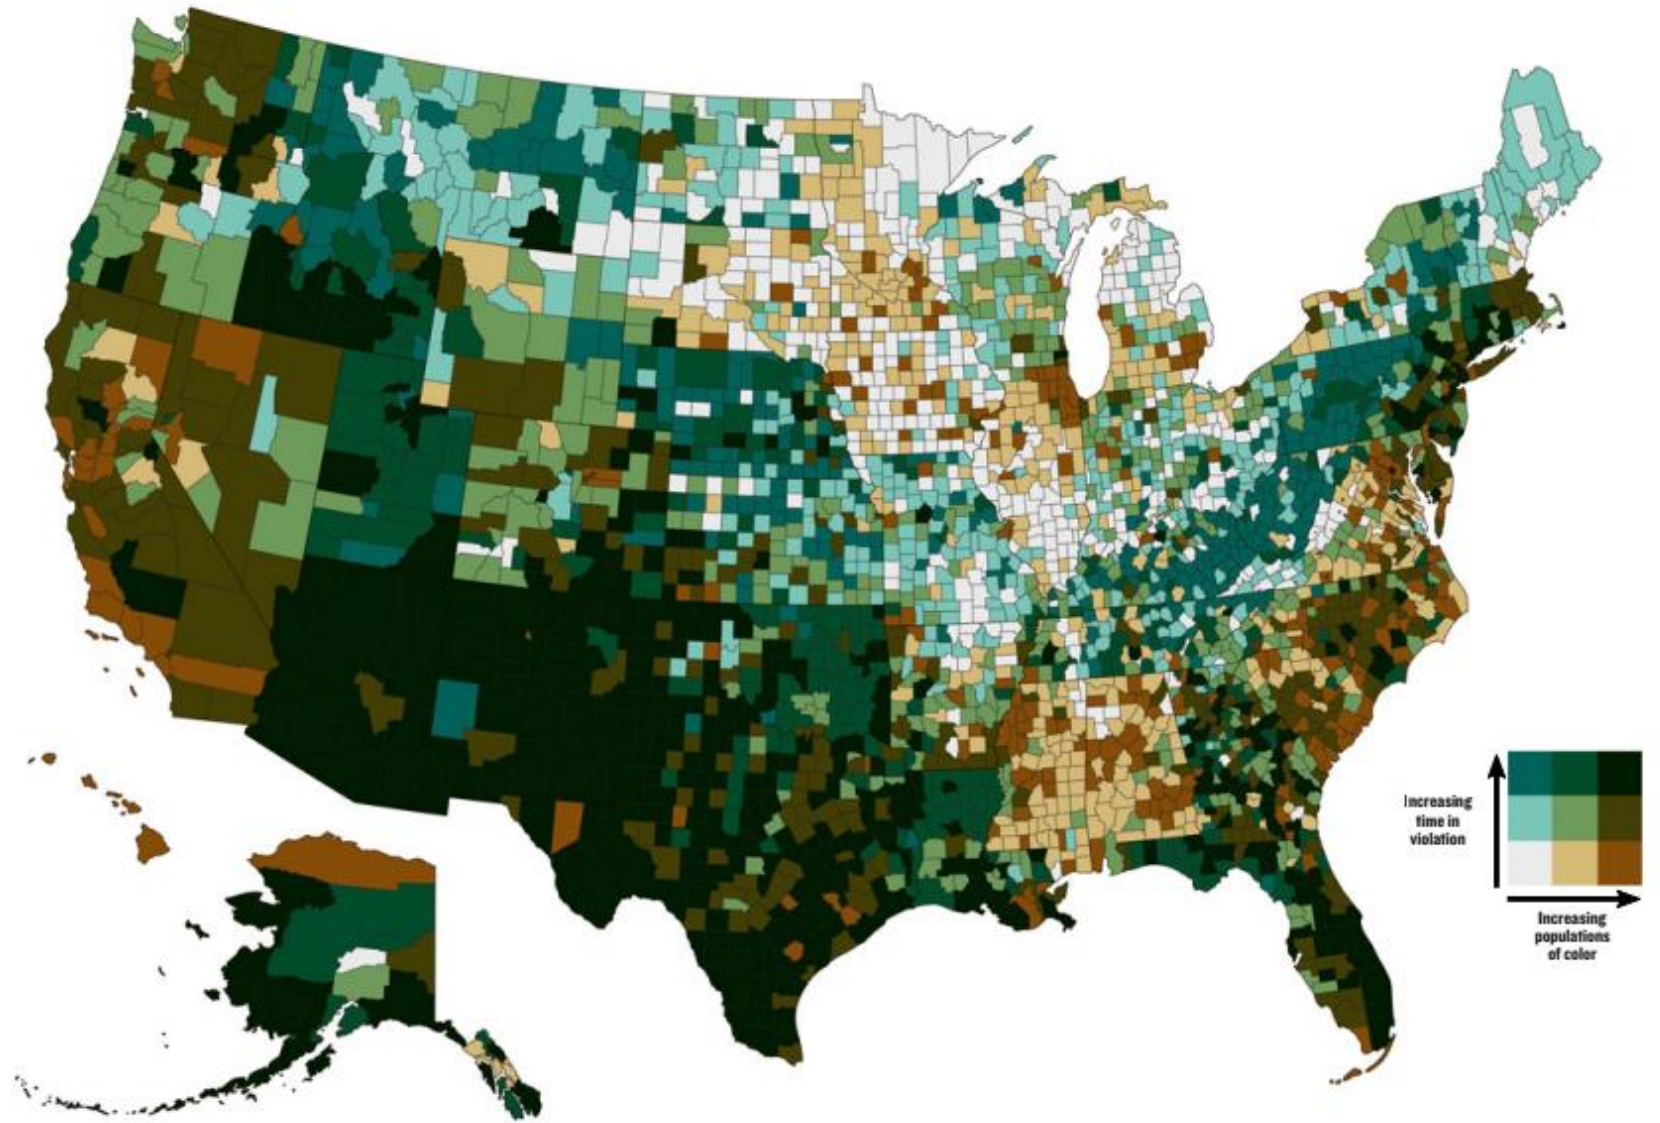 Increasing
time in
violation
Increasing
populations
of color